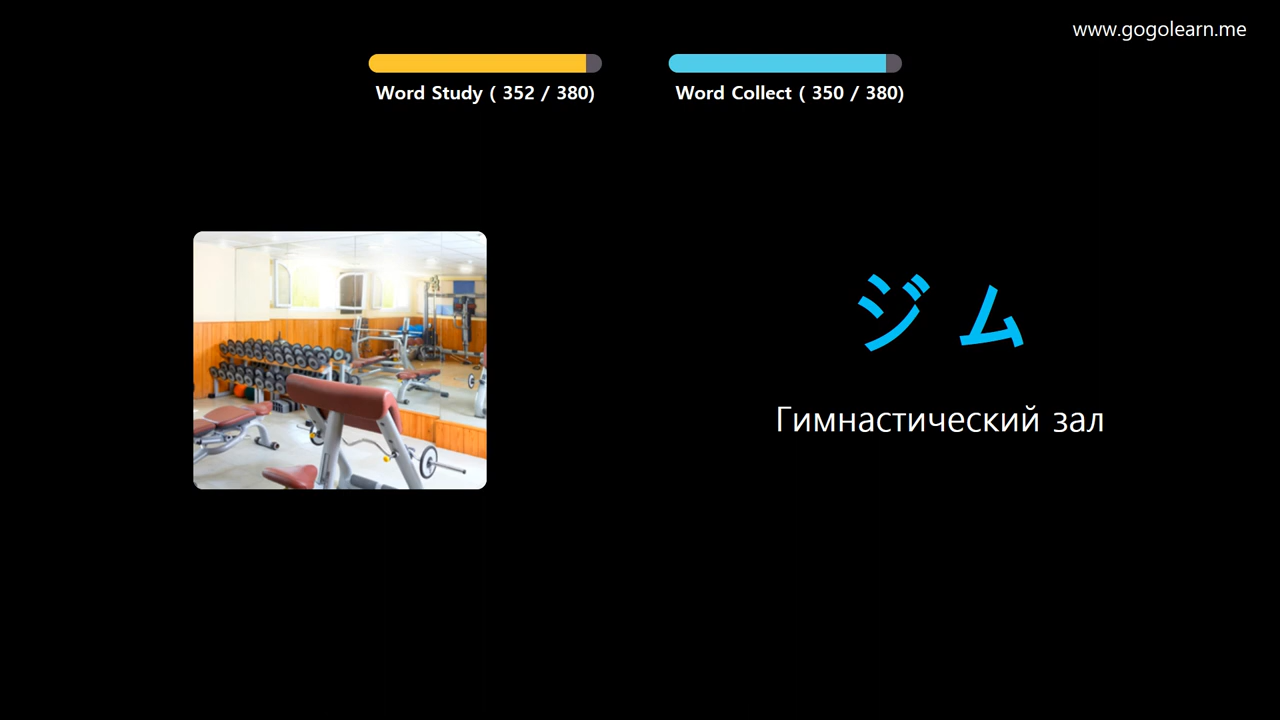 www.gogolearn.me
Word Study ( 352 / 380)
Word Collect ( 350 / 380)
ジム
Гимнастический зал